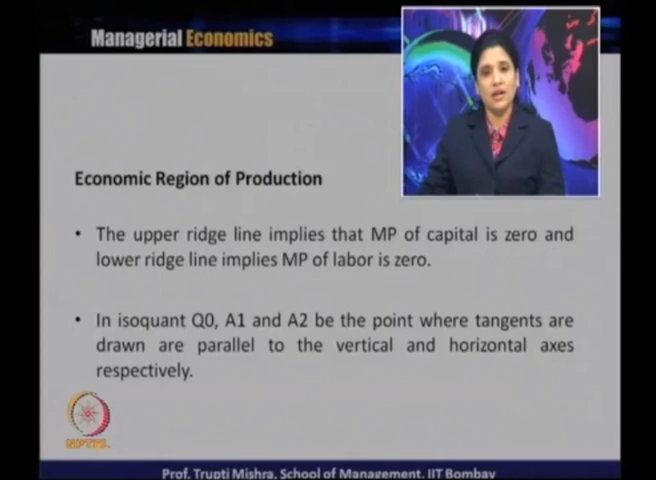 Managerial Economics
Economic Region of Production
• The upper ridge line implies that MP of capital is zero and
lower ridge line implies MP of labor is zero.
• In isoquant Q0, A1 and A2 be the point where tangents are
drawn are parallel to the vertical and horizontal axes
respectively.
NPTEL
Prof. Trupti Mishra, School of Management, IIT Bombay